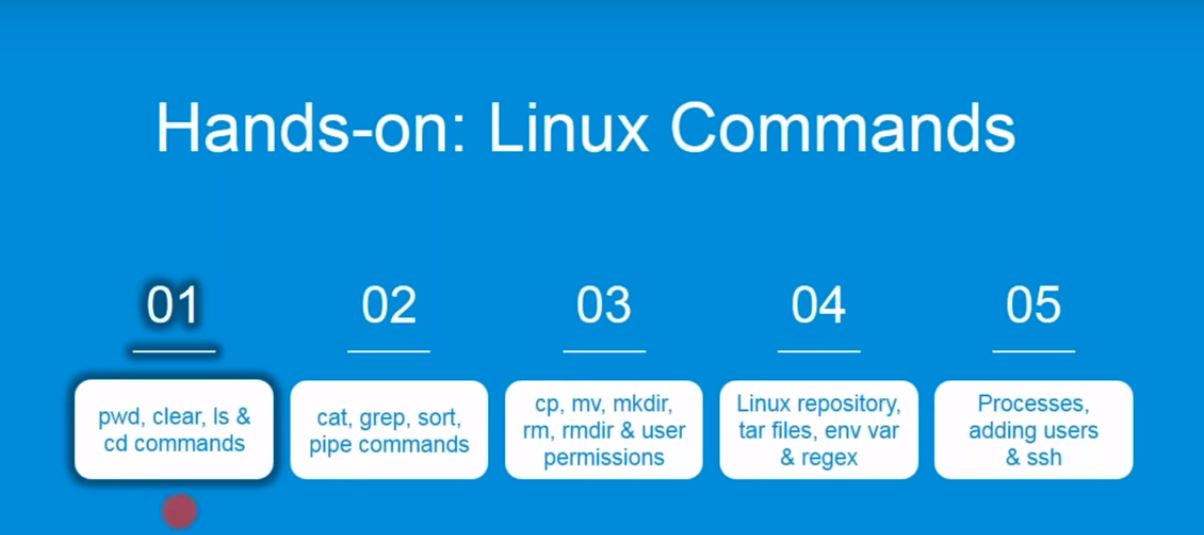 Hands-on: Linux Commands
01
pwd, clear, ls &
cd commands
02
cat, grep, sort,
pipe commands
03
cp, mv, mkdir,
rm, rmdir & user
permissions
04
Linux repository,
tar files, env var
& regex
05
Processes,
adding users
& ssh